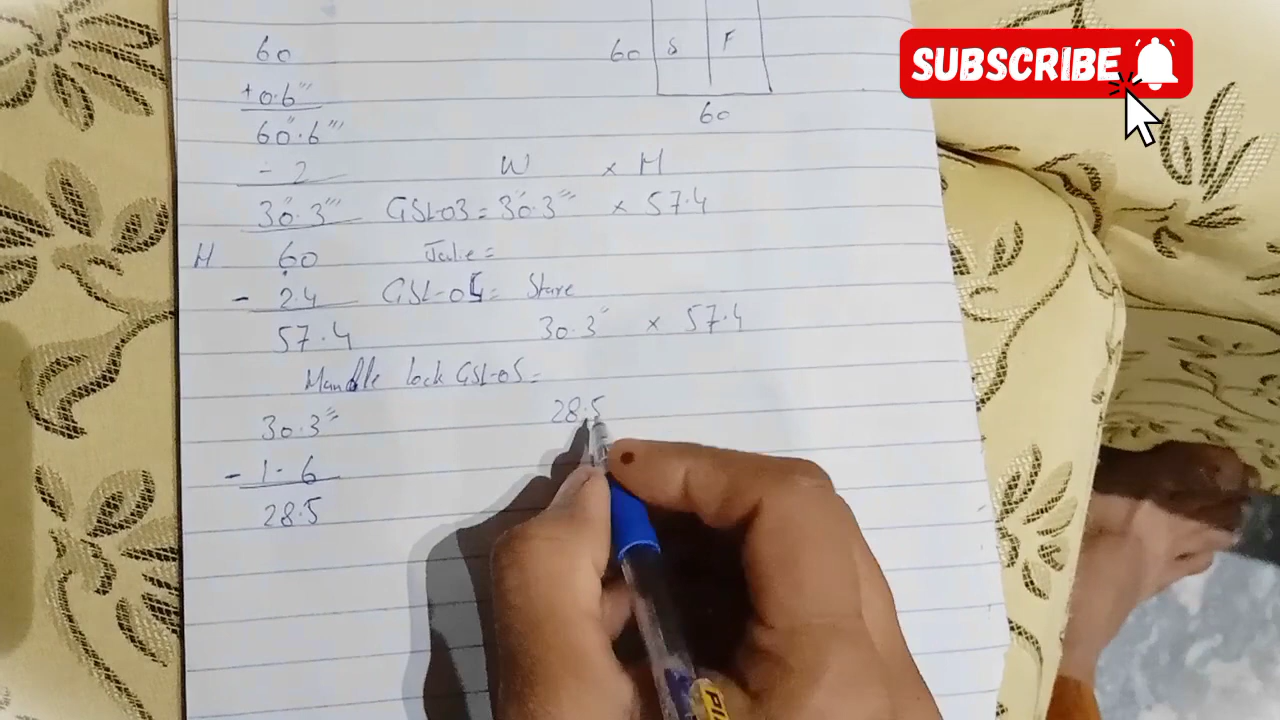 SUBSCRIBE
60
S F
60
+ 0.6'''
60
60''.6'''
- 2
W × H
30''.3''' GSL-03 = 30''.3''' × 57.4
H 60 Jalie =
- 2.4 GSL-04 = Stare
57.4 30.3'' × 57.4
Handle lock GSL-05 =
28.5
30.3'''
- 1-6
28.5